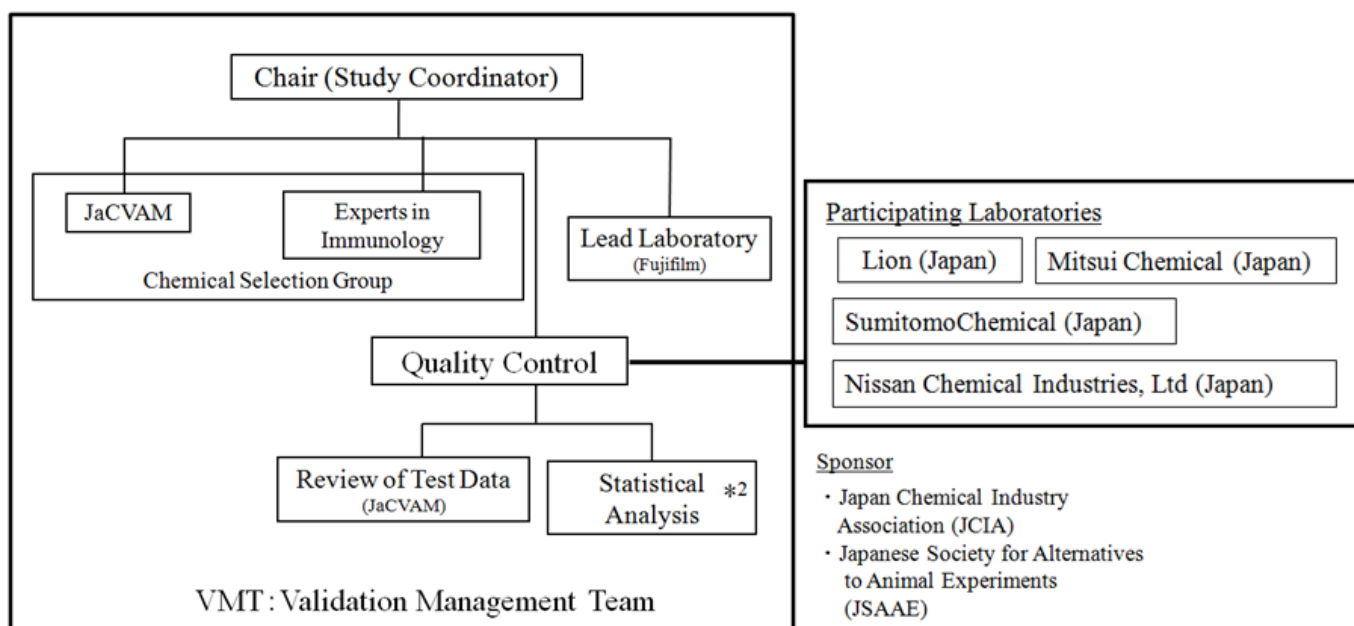 Chair (Study Coordinator)
JaCVAM
Experts in
Immunology
Chemical Selection Group
Lead Laboratory
(Fujifilm)
Quality Control
Review of Test Data
(JaCVAM)
Statistical
Analysis
*2
VMT : Validation Management Team
Participating Laboratories
Lion (Japan)
Mitsui Chemical (Japan)
SumitomoChemical (Japan)
Nissan Chemical Industries, Ltd (Japan)
Sponsor
・Japan Chemical Industry
Association (JCIA)
・Japanese Society for Alternatives
to Animal Experiments
(JSAAE)